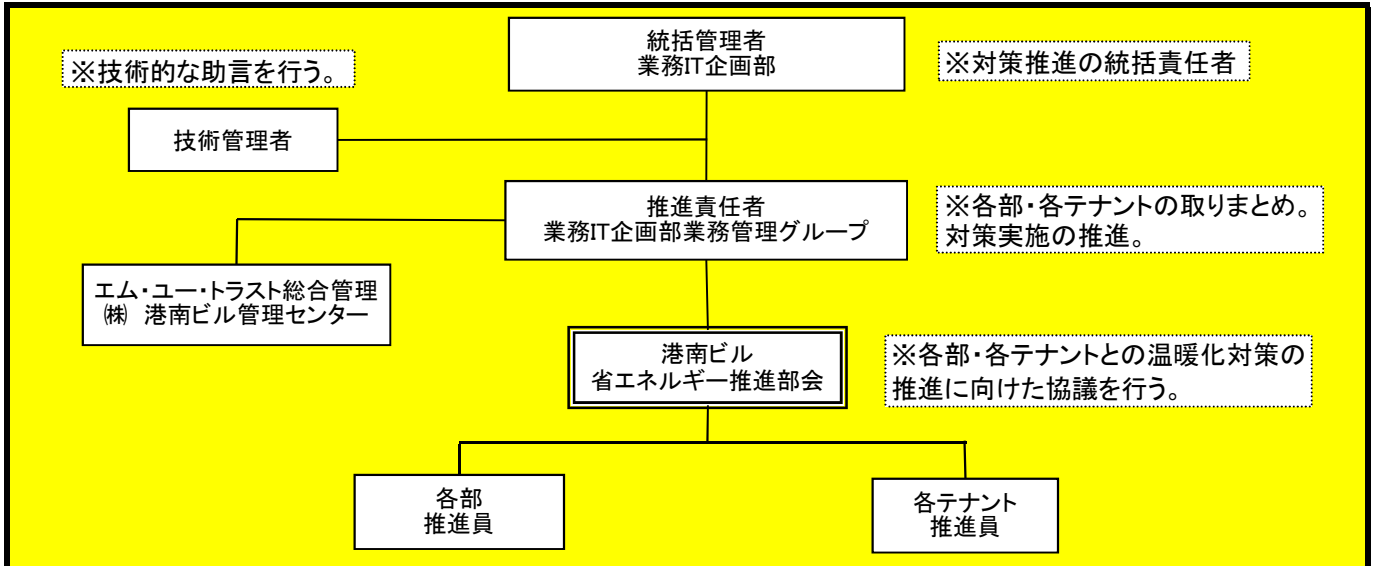 統括管理者
業務IT企画部
※技術的な助言を行う。
※対策推進の統括責任者
技術管理者
推進責任者
業務IT企画部業務管理グループ
※各部・各テナントの取りまとめ。
対策実施の推進。
エム・ユー・トラスト総合管理
㈱ 港南ビル管理センター
港南ビル
省エネルギー推進部会
※各部・各テナントとの温暖化対策の
推進に向けた協議を行う。
各部
推進員
各テナント
推進員